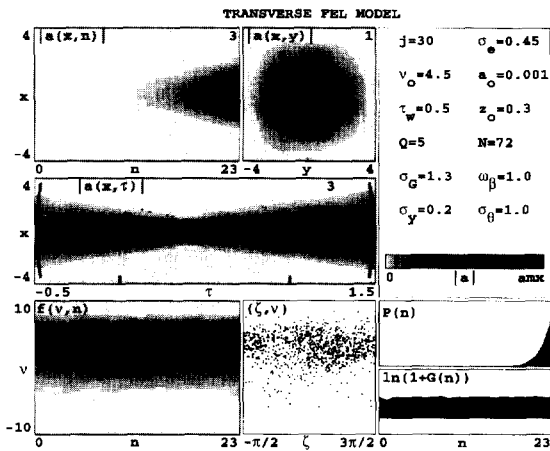 TRANSVERSE FEL MODEL
4 |a(x,n)| 3
x
-4
0 n 23
|a(x,y)| 1
-4 y 4
j=30 σe=0.45
νo=4.5 ao=0.001
τw=0.5 zo=0.3
Q=5 N=72
σG=1.3 ωβ=1.0
σy=0.2 σθ=1.0
0 |a| amx
4 |a(x,τ)| 3
x
-4
-0.5 τ 1.5
10 f(ν,n)
ν
-10
0 n 23
(ζ,ν)
-π/2 ζ 3π/2
P(n)
ln(1+G(n))
0 n 23